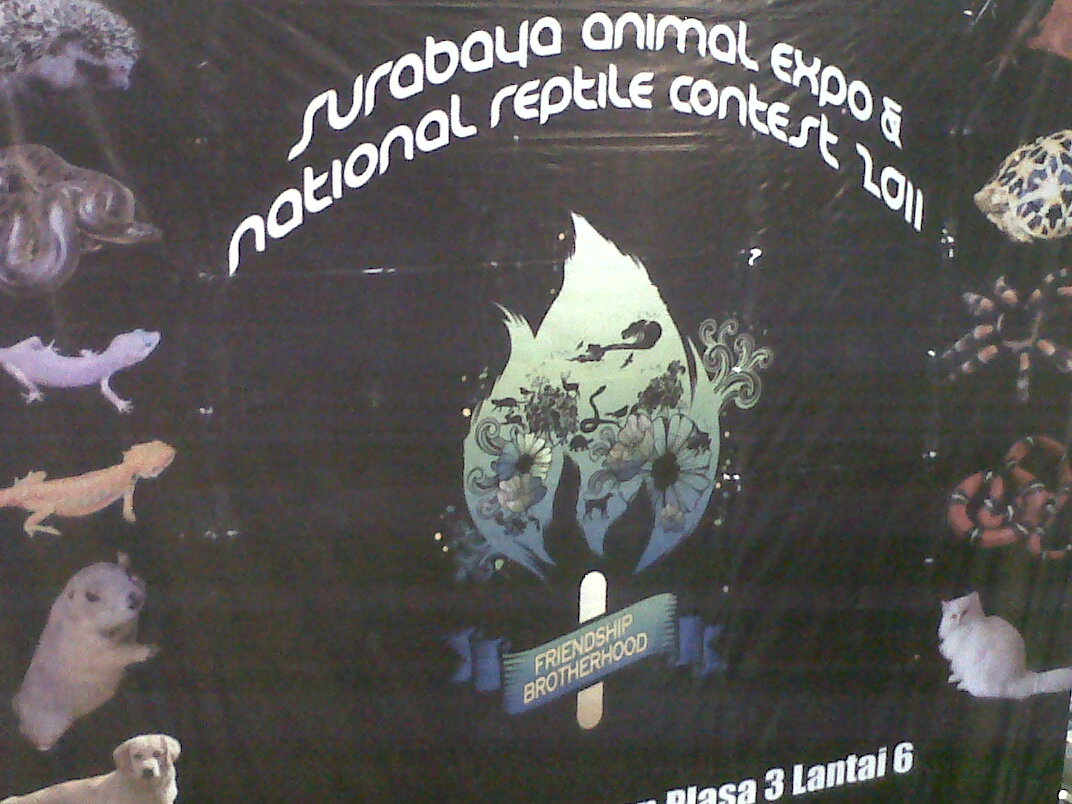 surabaya animal expo &
national reptile contest 2011
FRIENDSHIP
BROTHERHOOD
Plasa 3 Lantai 6